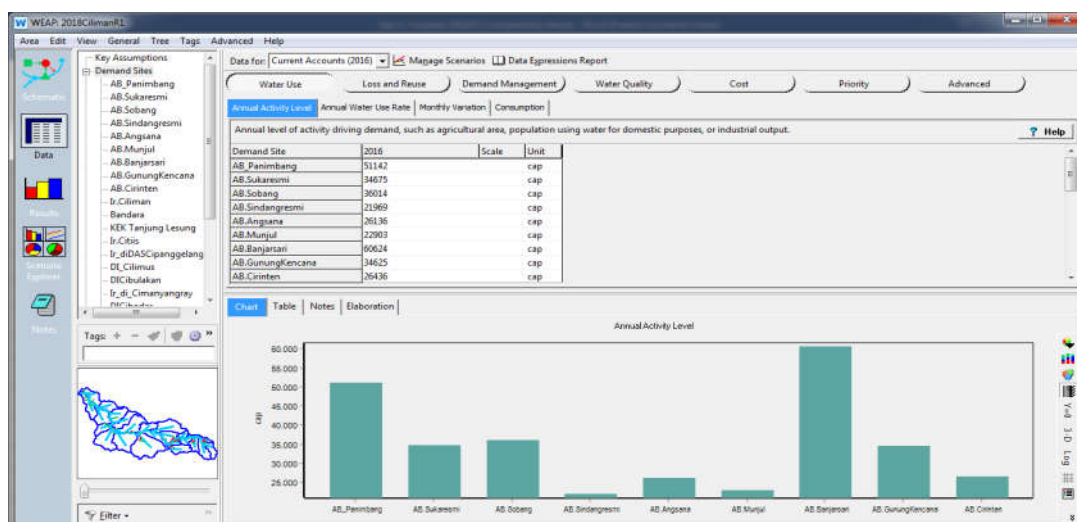 WEAP: 2018CilimanR1
Area Edit View General Tree Tags Advanced Help
Schematic
Data
Results
Scenario Explorer
Notes
Key Assumptions
Demand Sites
AB_Panimbang
AB.Sukaresmi
AB.Sobang
AB.Sindangresmi
AB.Angsana
AB.Munjul
AB.Banjarsari
AB.GunungKencana
AB.Cirinten
Ir.Ciliman
Bandara
KEK Tanjung Lesung
Ir.Citiis
Ir_diDASCipanggelang
DI_Cilimus
DICibulakan
Ir_di_Cimanyangray
Tags: + -
Filter
Data for: Current Accounts (2016) Manage Scenarios Data Expressions Report
Water Use Loss and Reuse Demand Management Water Quality Cost Priority Advanced
Annual Activity Level Annual Water Use Rate Monthly Variation Consumption
Annual level of activity driving demand, such as agricultural area, population using water for domestic purposes, or industrial output.
? Help
Demand Site 2016 Scale Unit
AB_Panimbang 51142 cap
AB.Sukaresmi 34675 cap
AB.Sobang 36014 cap
AB.Sindangresmi 21969 cap
AB.Angsana 26136 cap
AB.Munjul 22903 cap
AB.Banjarsari 60624 cap
AB.GunungKencana 34625 cap
AB.Cirinten 26436 cap
Chart Table Notes Elaboration
Annual Activity Level
cap
60.000
55.000
50.000
45.000
40.000
35.000
30.000
25.000
AB_Panimbang AB.Sukaresmi AB.Sobang AB.Sindangresmi AB.Angsana AB.Munjul AB.Banjarsari AB.GunungKencana AB.Cirinten
Y=0
3-D
Log